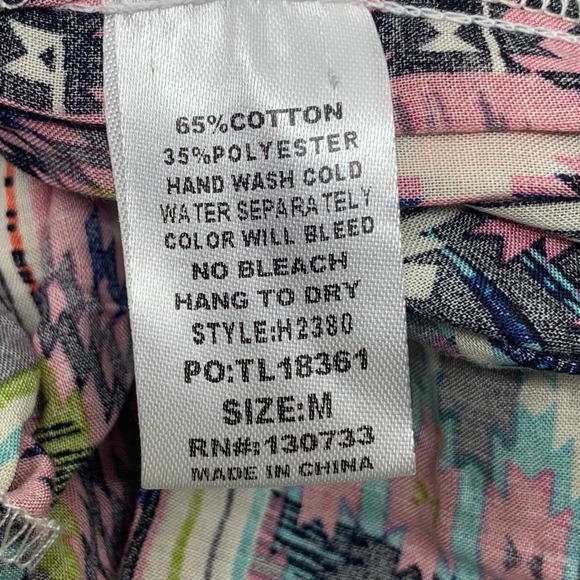 65%COTTON
35%POLYESTER
HAND WASH COLD
WATER SEPARATELY
COLOR WILL BLEED
NO BLEACH
HANG TO DRY
STYLE:H2380
PO:TL18361
SIZE:M
RN#:130733
MADE IN CHINA